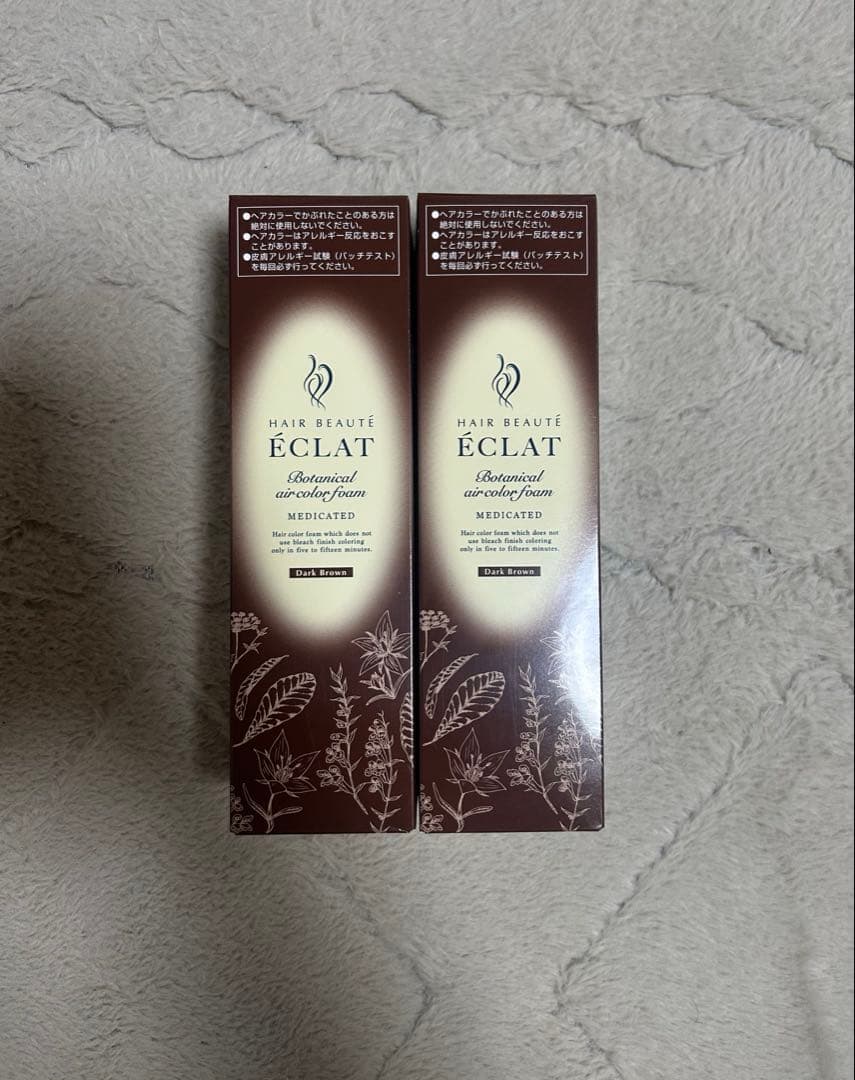 ●ヘアカラーでかぶれたことのある方は
絶対に使用しないでください。
●ヘアカラーはアレルギー反応をおこす
ことがあります。
●皮膚アレルギー試験（パッチテスト）
を毎回必ず行ってください。
HAIR BEAUTÉ
ÉCLAT
Botanical
air color foam
MEDICATED
Hair color foam which does not
use bleach finish coloring
only in five to fifteen minutes.
Dark Brown
●ヘアカラーでかぶれたことのある方は
絶対に使用しないでください。
●ヘアカラーはアレルギー反応をおこす
ことがあります。
●皮膚アレルギー試験（パッチテスト）
を毎回必ず行ってください。
HAIR BEAUTÉ
ÉCLAT
Botanical
air color foam
MEDICATED
Hair color foam which does not
use bleach finish coloring
only in five to fifteen minutes.
Dark Brown